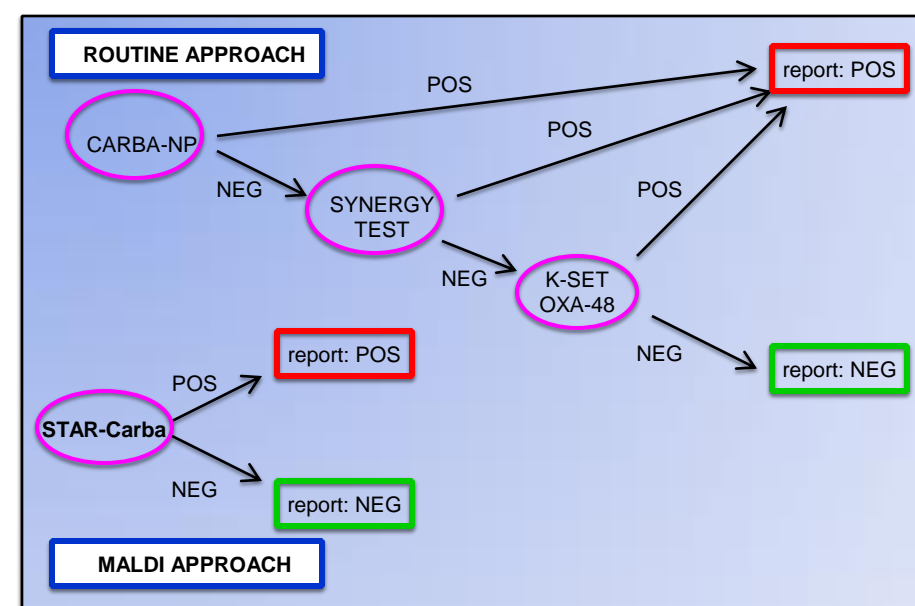 ROUTINE APPROACH
report: POS
POS
CARBA-NP
POS
NEG
SYNERGY
TEST
POS
NEG
K-SET
OXA-48
NEG
report: NEG
report: POS
POS
STAR-Carba
NEG
report: NEG
MALDI APPROACH